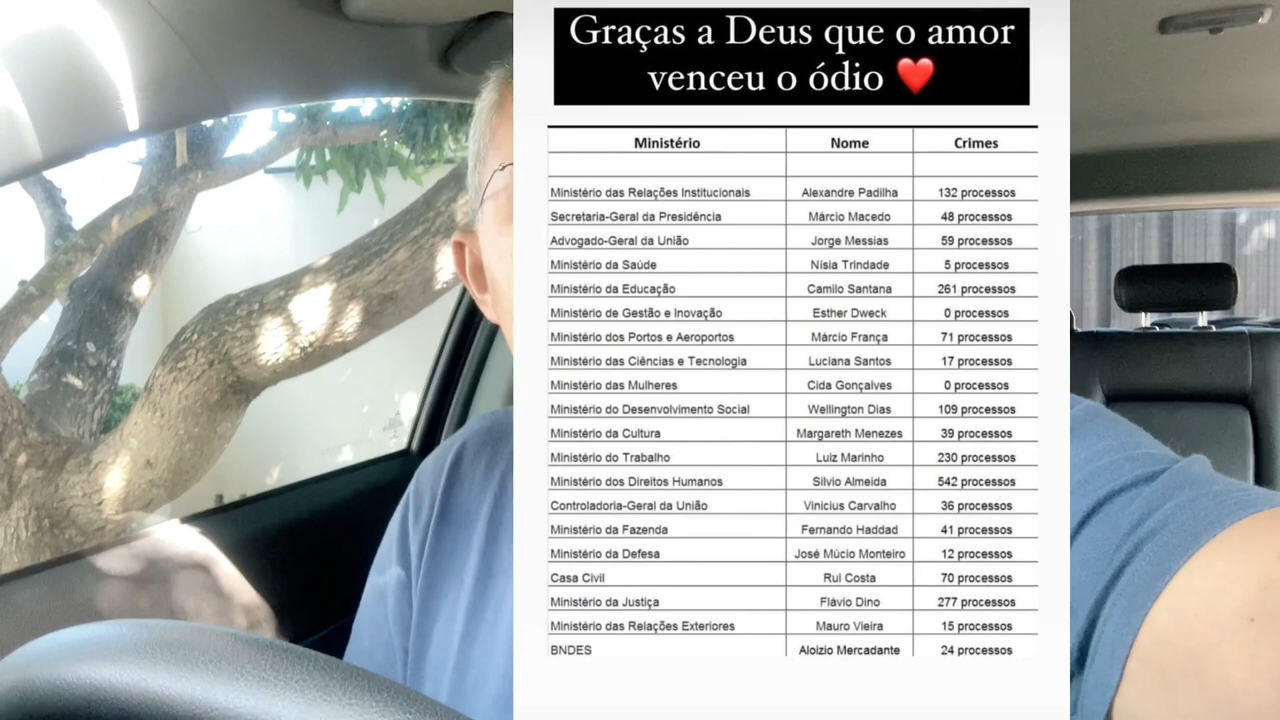 Graças a Deus que o amor
venceu o ódio ❤️
Ministério Nome Crimes
Ministério das Relações Institucionais Alexandre Padilha 132 processos
Secretaria-Geral da Presidência Márcio Macedo 48 processos
Advogado-Geral da União Jorge Messias 59 processos
Ministério da Saúde Nísia Trindade 5 processos
Ministério da Educação Camilo Santana 261 processos
Ministério de Gestão e Inovação Esther Dweck 0 processos
Ministério dos Portos e Aeroportos Márcio França 71 processos
Ministério das Ciências e Tecnologia Luciana Santos 17 processos
Ministério das Mulheres Cida Gonçalves 0 processos
Ministério do Desenvolvimento Social Wellington Dias 109 processos
Ministério da Cultura Margareth Menezes 39 processos
Ministério do Trabalho Luiz Marinho 230 processos
Ministério dos Direitos Humanos Silvio Almeida 542 processos
Controladoria-Geral da União Vinicius Carvalho 36 processos
Ministério da Fazenda Fernando Haddad 41 processos
Ministério da Defesa José Múcio Monteiro 12 processos
Casa Civil Rui Costa 70 processos
Ministério da Justiça Flávio Dino 277 processos
Ministério das Relações Exteriores Mauro Vieira 15 processos
BNDES Aloizio Mercadante 24 processos